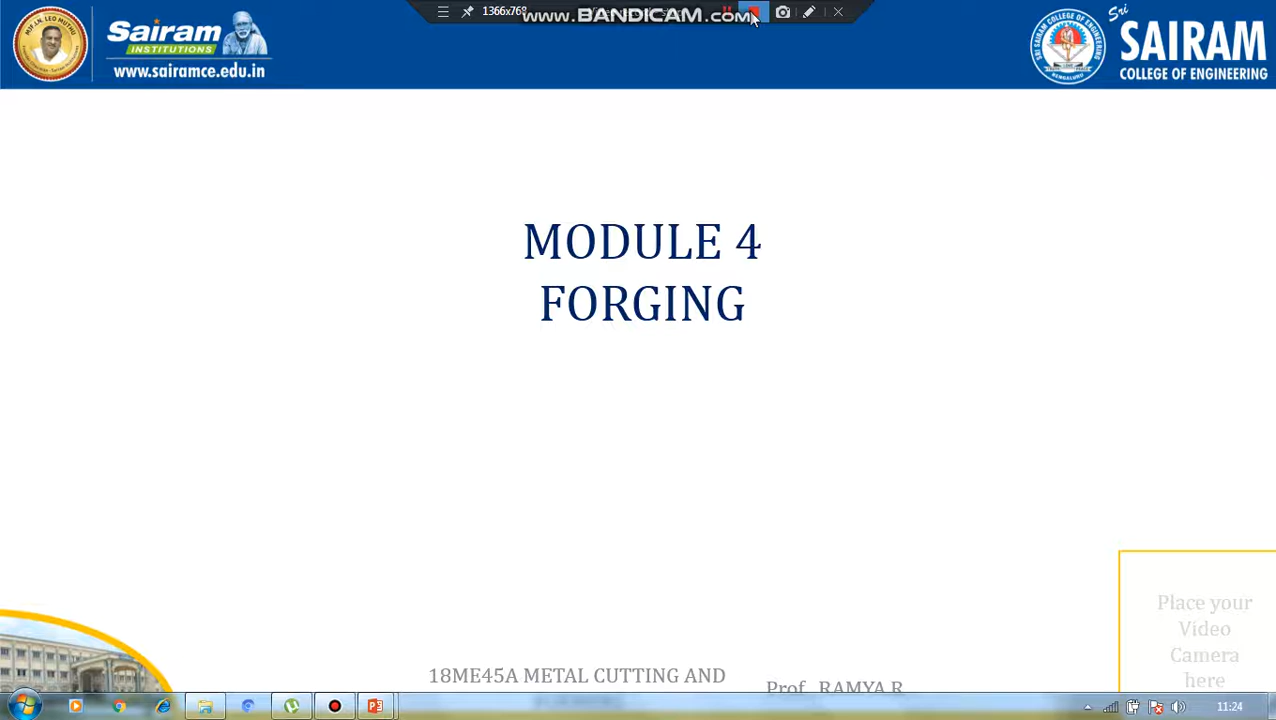 1366x768
www.BANDICAM.com
Sairam
INSTITUTIONS
www.sairamce.edu.in
Sri
SAIRAM
COLLEGE OF ENGINEERING
MODULE 4
FORGING
Place your
Video
Camera
here
18ME45A METAL CUTTING AND
Prof. RAMYA R
11:24